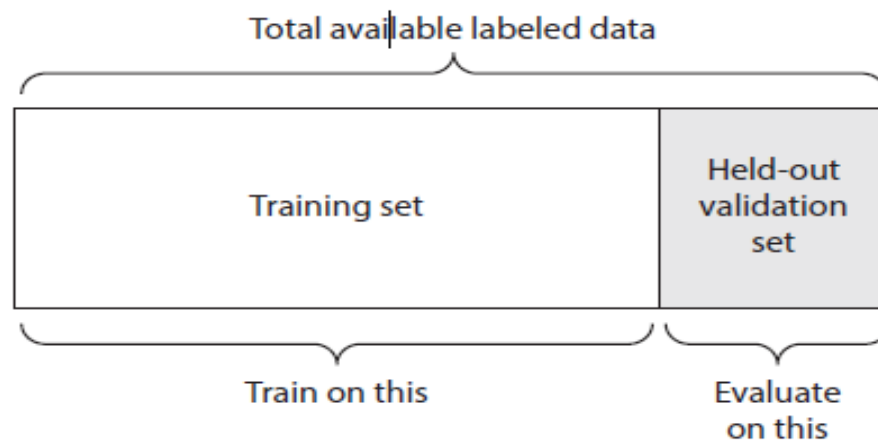 Total available labeled data
Training set
Held-out
validation
set
Train on this
Evaluate
on this